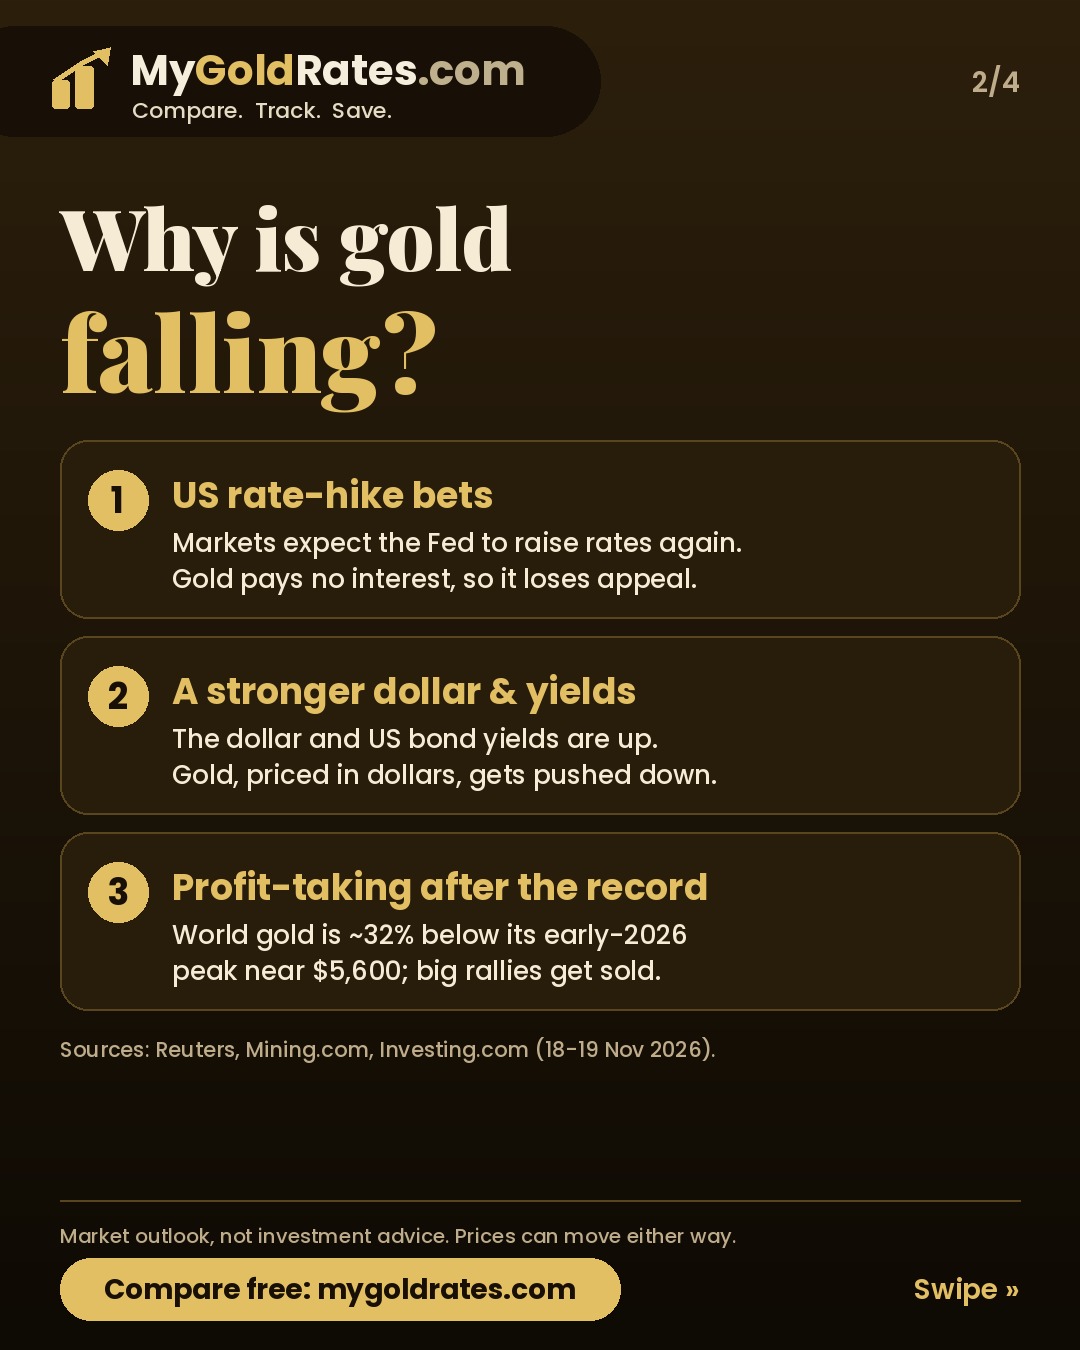 MyGoldRates.com
Compare. Track. Save.
2/4
Why is gold
falling?
1
US rate-hike bets
Markets expect the Fed to raise rates again.
Gold pays no interest, so it loses appeal.
2
A stronger dollar & yields
The dollar and US bond yields are up.
Gold, priced in dollars, gets pushed down.
3
Profit-taking after the record
World gold is ~32% below its early-2026
peak near $5,600; big rallies get sold.
Sources: Reuters, Mining.com, Investing.com (18-19 Nov 2026).
Market outlook, not investment advice. Prices can move either way.
Compare free: mygoldrates.com
Swipe »